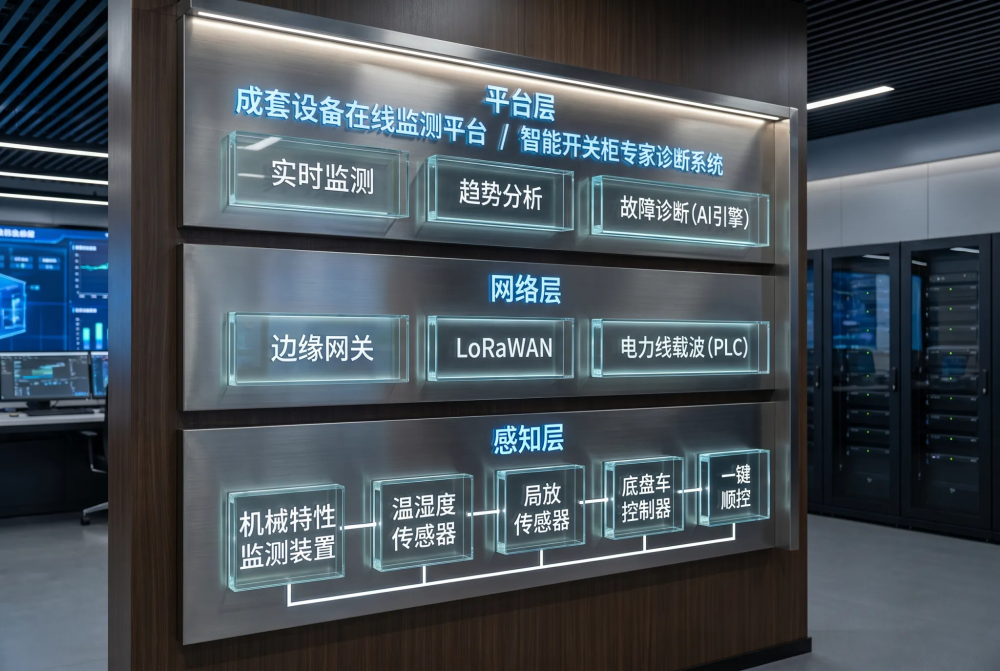 平台层
成套设备在线监测平台 / 智能开关柜专家诊断系统
实时监测
趋势分析
故障诊断(AI引擎)
网络层
边缘网关
LoRaWAN
电力线载波(PLC)
感知层
机械特性
监测装置
温湿度
传感器
局放
传感器
底盘车
控制器
一键
顺控